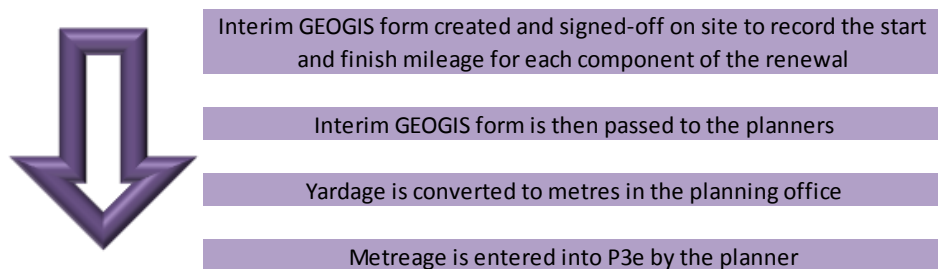 Interim GEOGIS form created and signed-off on site to record the start
and finish mileage for each component of the renewal
Interim GEOGIS form is then passed to the planners
Yardage is converted to metres in the planning office
Metreage is entered into P3e by the planner